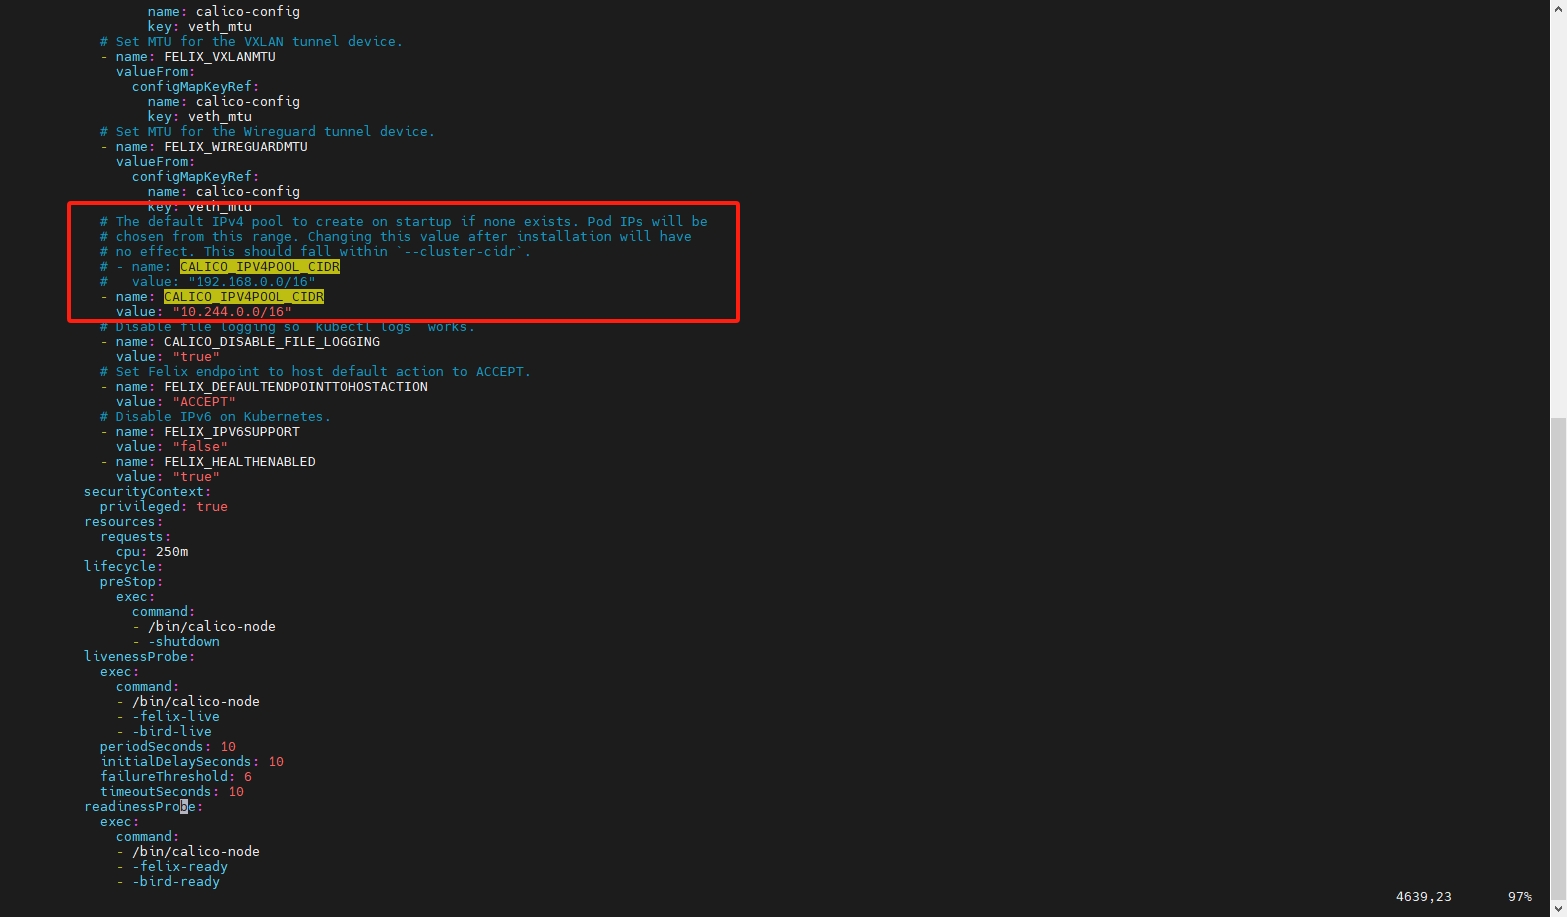 name: calico-config
key: veth_mtu
# Set MTU for the VXLAN tunnel device.
- name: FELIX_VXLANMTU
valueFrom:
configMapKeyRef:
name: calico-config
key: veth_mtu
# Set MTU for the Wireguard tunnel device.
- name: FELIX_WIREGUARDMTU
valueFrom:
configMapKeyRef:
name: calico-config
key: veth_mtu
# The default IPv4 pool to create on startup if none exists. Pod IPs will be
# chosen from this range. Changing this value after installation will have
# no effect. This should fall within `--cluster-cidr`.
# - name: CALICO_IPV4POOL_CIDR
#   value: "192.168.0.0/16"
- name: CALICO_IPV4POOL_CIDR
value: "10.244.0.0/16"
# Disable file logging so `kubectl logs` works.
- name: CALICO_DISABLE_FILE_LOGGING
value: "true"
# Set Felix endpoint to host default action to ACCEPT.
- name: FELIX_DEFAULTENDPOINTTOHOSTACTION
value: "ACCEPT"
# Disable IPv6 on Kubernetes.
- name: FELIX_IPV6SUPPORT
value: "false"
- name: FELIX_HEALTHENABLED
value: "true"
securityContext:
privileged: true
resources:
requests:
cpu: 250m
lifecycle:
preStop:
exec:
command:
- /bin/calico-node
- -shutdown
livenessProbe:
exec:
command:
- /bin/calico-node
- -felix-live
- -bird-live
periodSeconds: 10
initialDelaySeconds: 10
failureThreshold: 6
timeoutSeconds: 10
readinessProbe:
exec:
command:
- /bin/calico-node
- -felix-ready
- -bird-ready
4639,23 97%